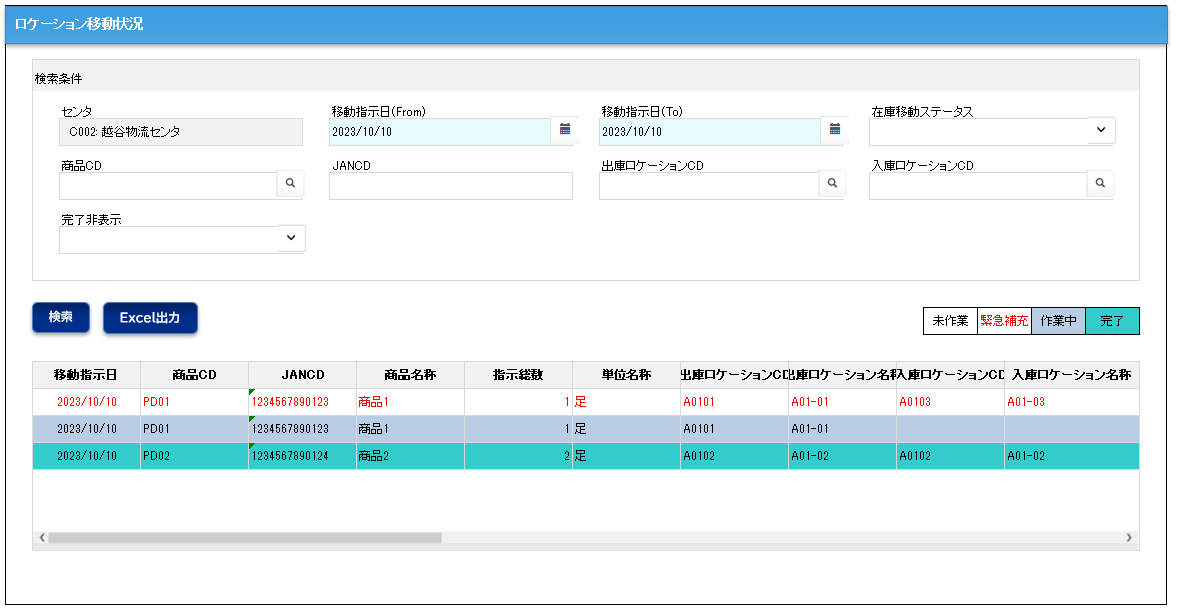 ロケーション移動状況
検索条件
センタ 移動指示日(From) 移動指示日(To) 在庫移動ステータス
C002: 越谷物流センタ 2023/10/10 2023/10/10
商品CD JANCD 出庫ロケーションCD 入庫ロケーションCD
完了非表示
検索 Excel出力 未作業 緊急補充 作業中 完了
移動指示日 商品CD JANCD 商品名称 指示総数 単位名称 出庫ロケーションCD 出庫ロケーション名称 入庫ロケーションCD 入庫ロケーション名称
2023/10/10 PD01 1234567890123 商品1 1 足 A0101 A01-01 A0103 A01-03
2023/10/10 PD01 1234567890123 商品1 1 足 A0101 A01-01
2023/10/10 PD02 1234567890124 商品2 2 足 A0102 A01-02 A0102 A01-02